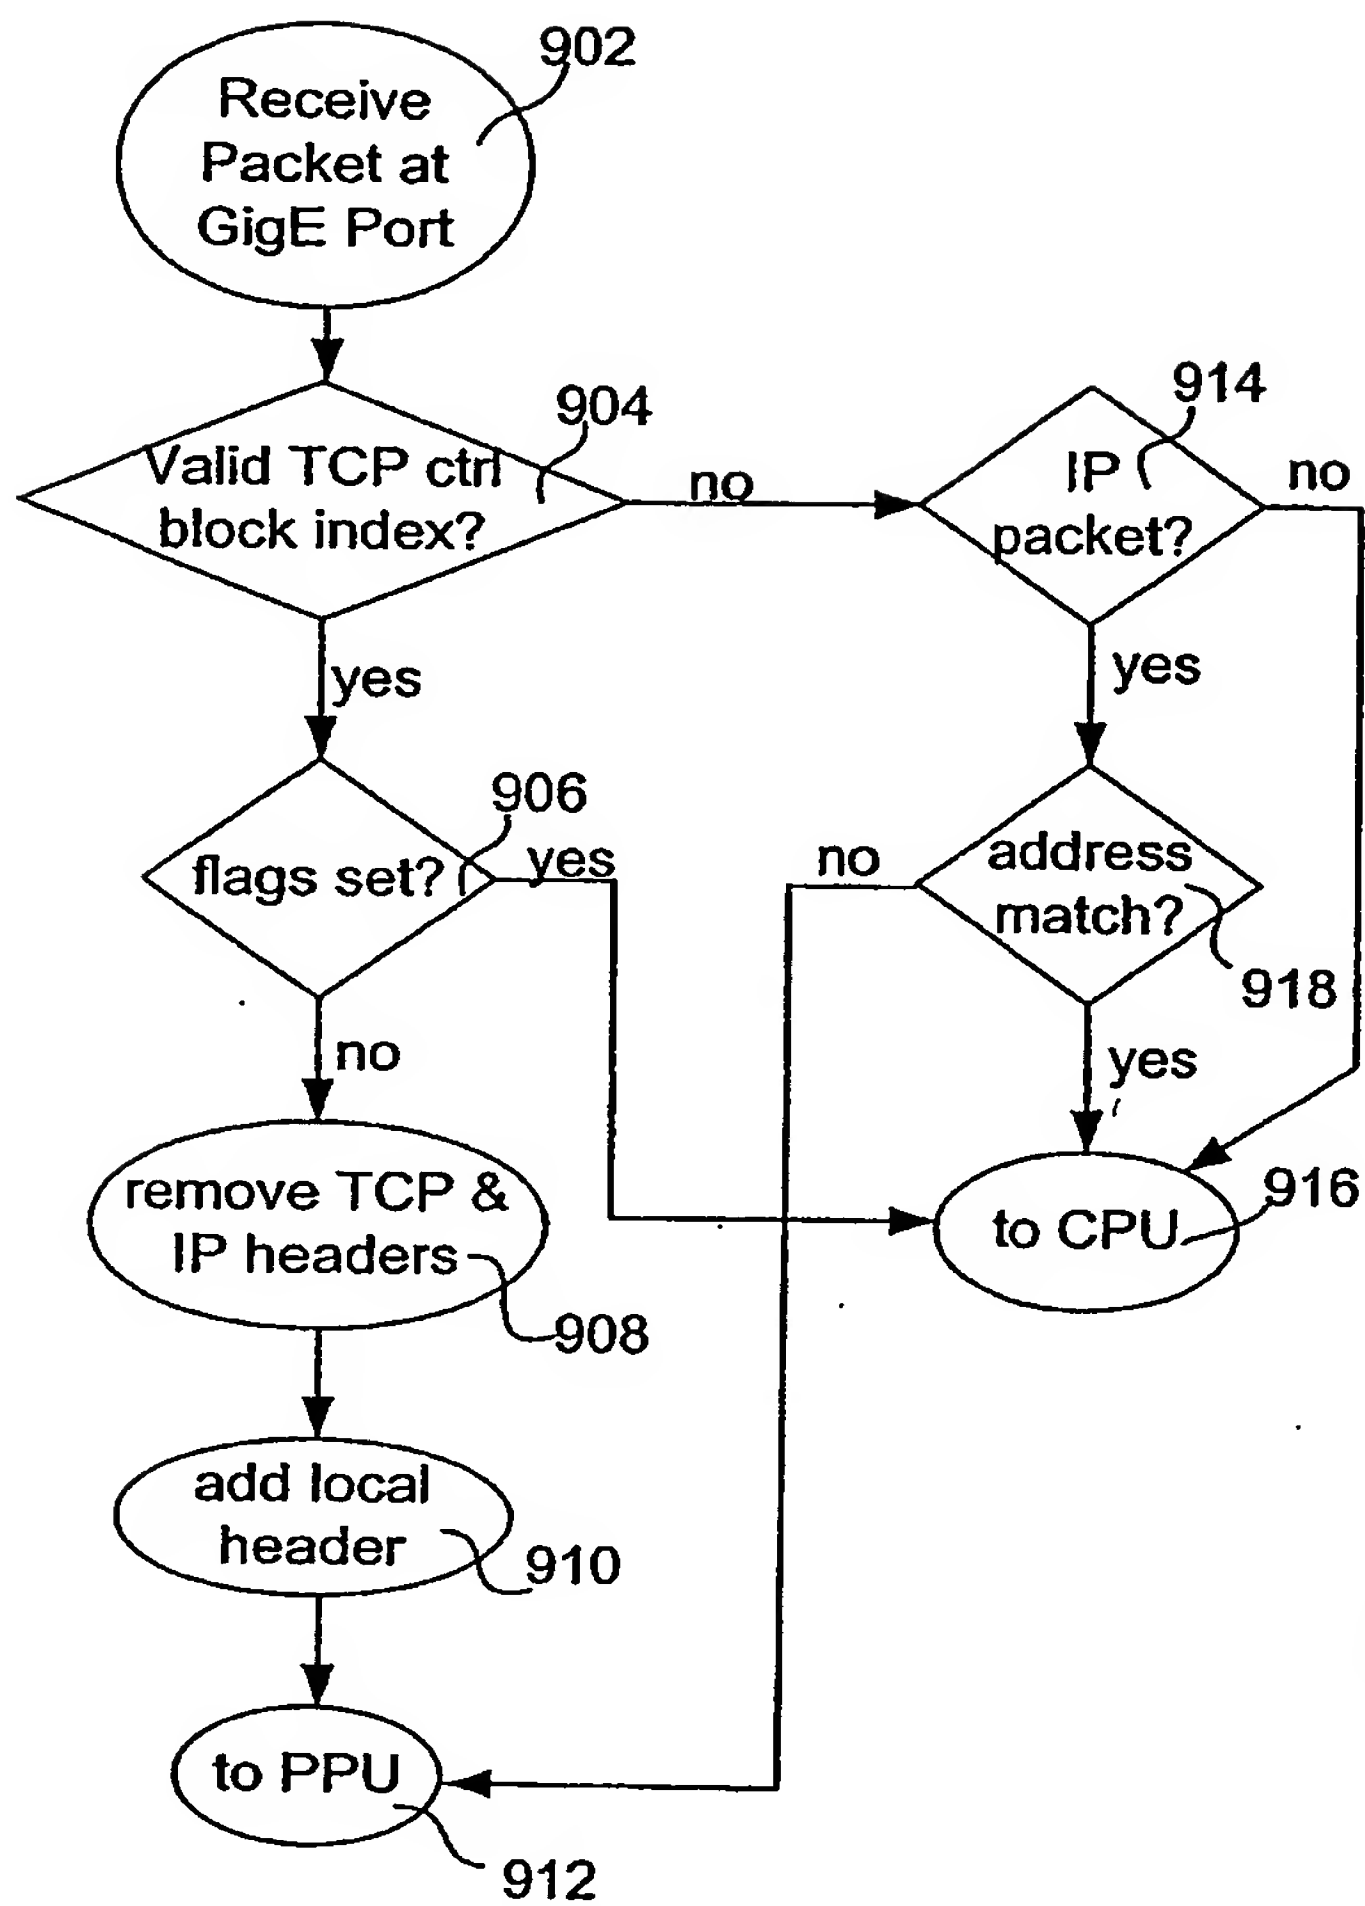 902
Receive
Packet at
GigE Port
904
Valid TCP ctrl
block index?
no
914
IP
packet?
no
yes
yes
906
flags set?
yes
no
address
match?
918
no
yes
remove TCP &
IP headers
908
to CPU
916
add local
header
910
to PPU
912